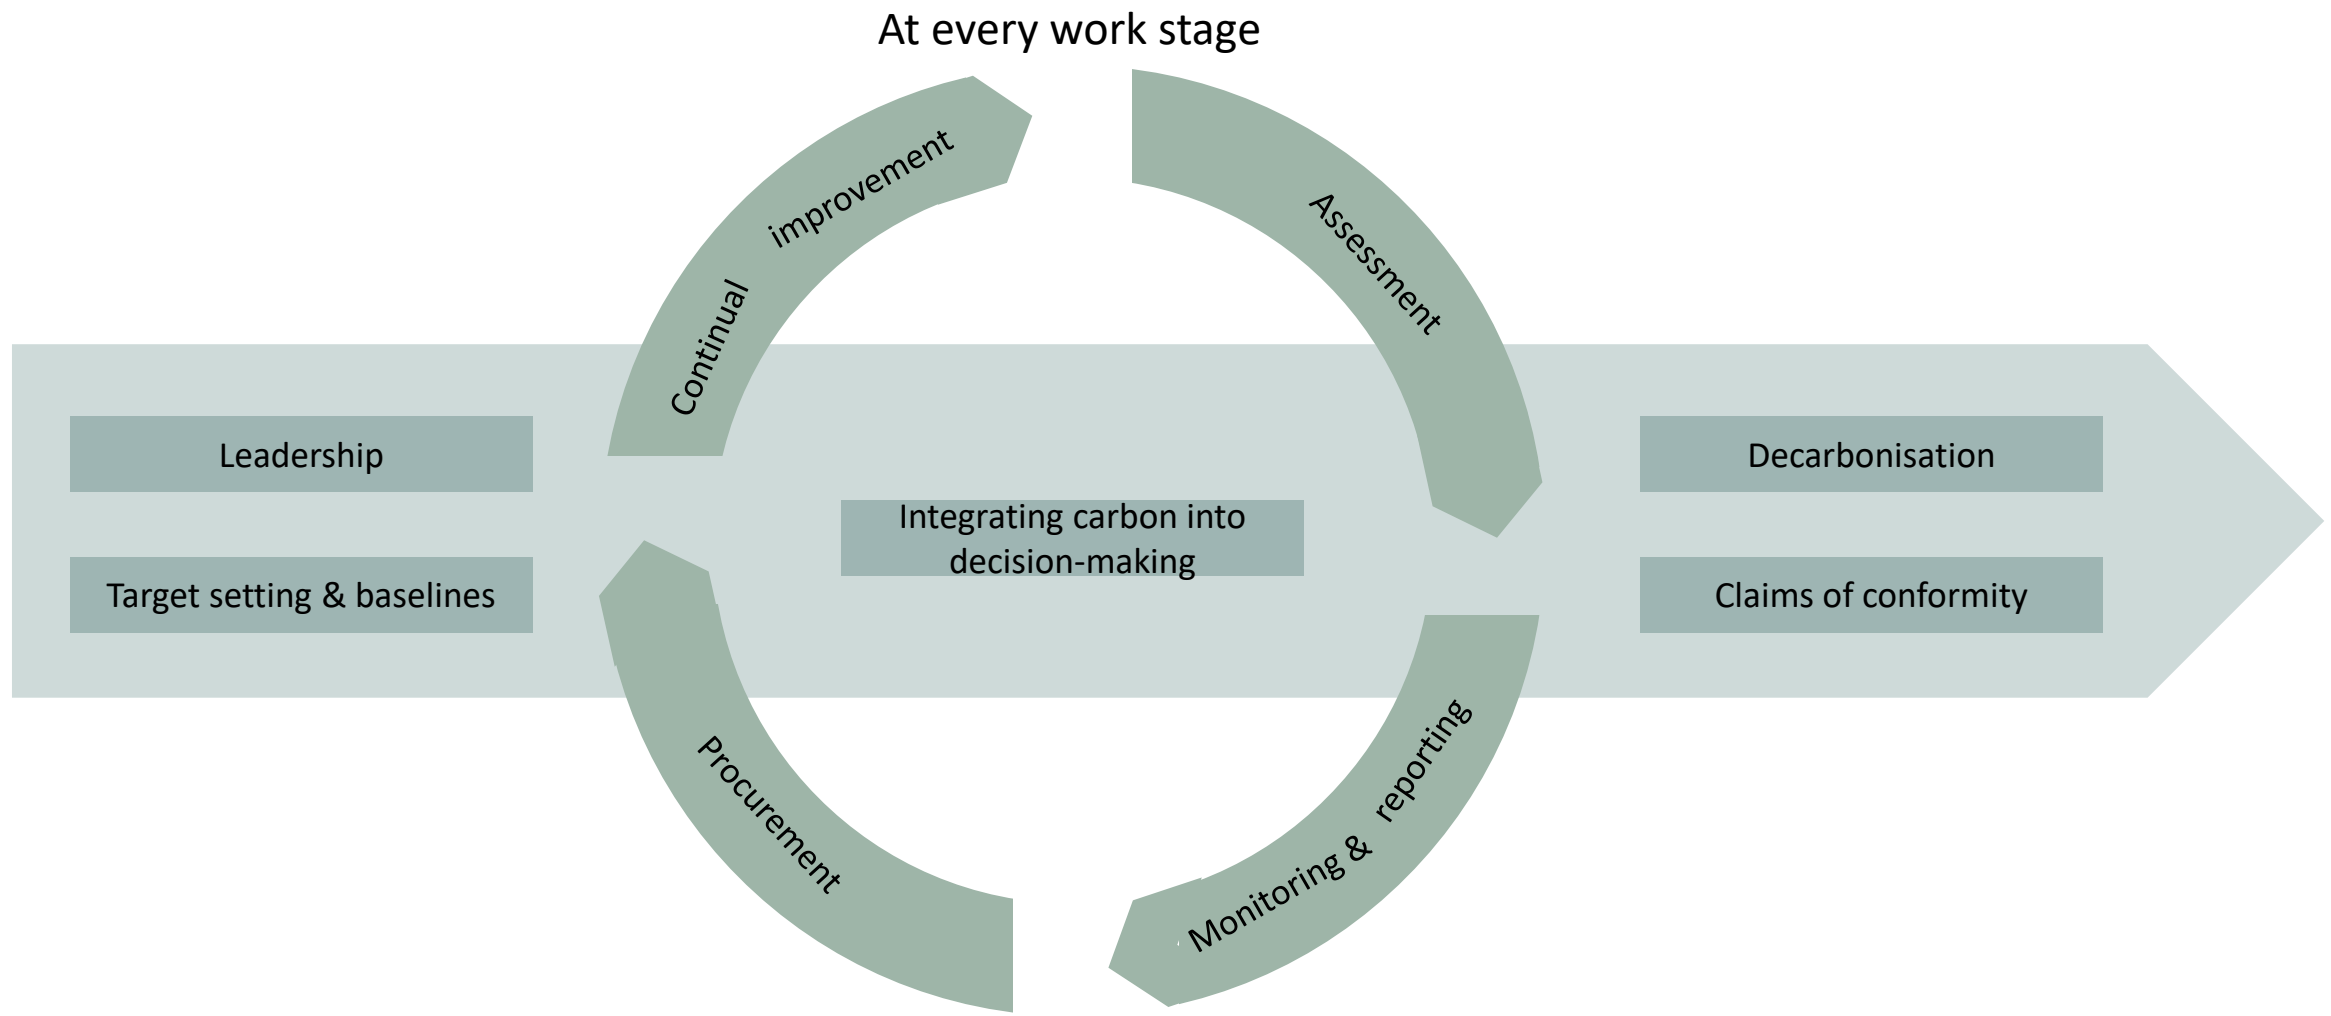 At every work stage
Continual improvement
Assessment
Leadership
Decarbonisation
Integrating carbon into
decision-making
Target setting & baselines
Claims of conformity
Procurement
Monitoring & reporting